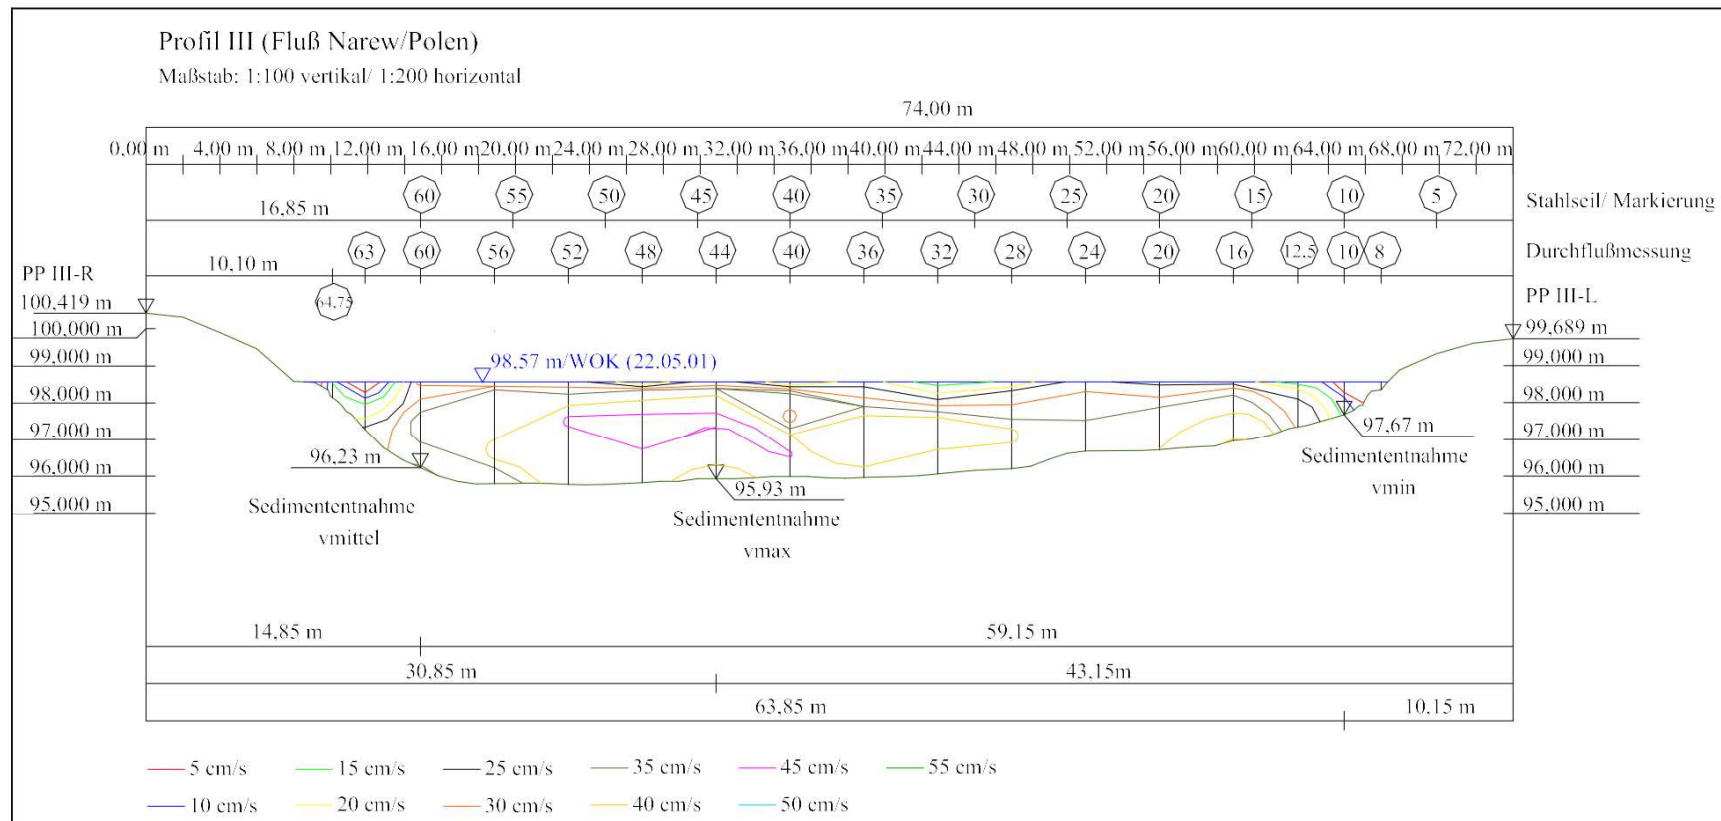 Profil III (Fluß Narew/Polen)
Maßstab: 1:100 vertikal/ 1:200 horizontal
74,00 m
0,00 m 4,00 m 8,00 m 12,00 m 16,00 m 20,00 m 24,00 m 28,00 m 32,00 m 36,00 m 40,00 m 44,00 m 48,00 m 52,00 m 56,00 m 60,00 m 64,00 m 68,00 m 72,00 m
60 55 50 45 40 35 30 25 20 15 10 5 Stahlseil/ Markierung
16,85 m
63 60 56 52 48 44 40 36 32 28 24 20 16 12.5 10 8 Durchflußmessung
10,10 m
PP III-R
PP III-L
64.75
100,419 m
99,689 m
100,000 m
99,000 m
98.57 m/WOK (22.05.01)
99,000 m
98,000 m
98,000 m
97,67 m
97,000 m
97,000 m
96,23 m
Sedimententnahme
vmin
96,000 m
96,000 m
95,93 m
95,000 m
Sedimententnahme
vmittel
Sedimententnahme
vmax
95,000 m
14,85 m 59,15 m
30,85 m 43,15m
63,85 m 10,15 m
5 cm/s 15 cm/s 25 cm/s 35 cm/s 45 cm/s 55 cm/s
10 cm/s 20 cm/s 30 cm/s 40 cm/s 50 cm/s